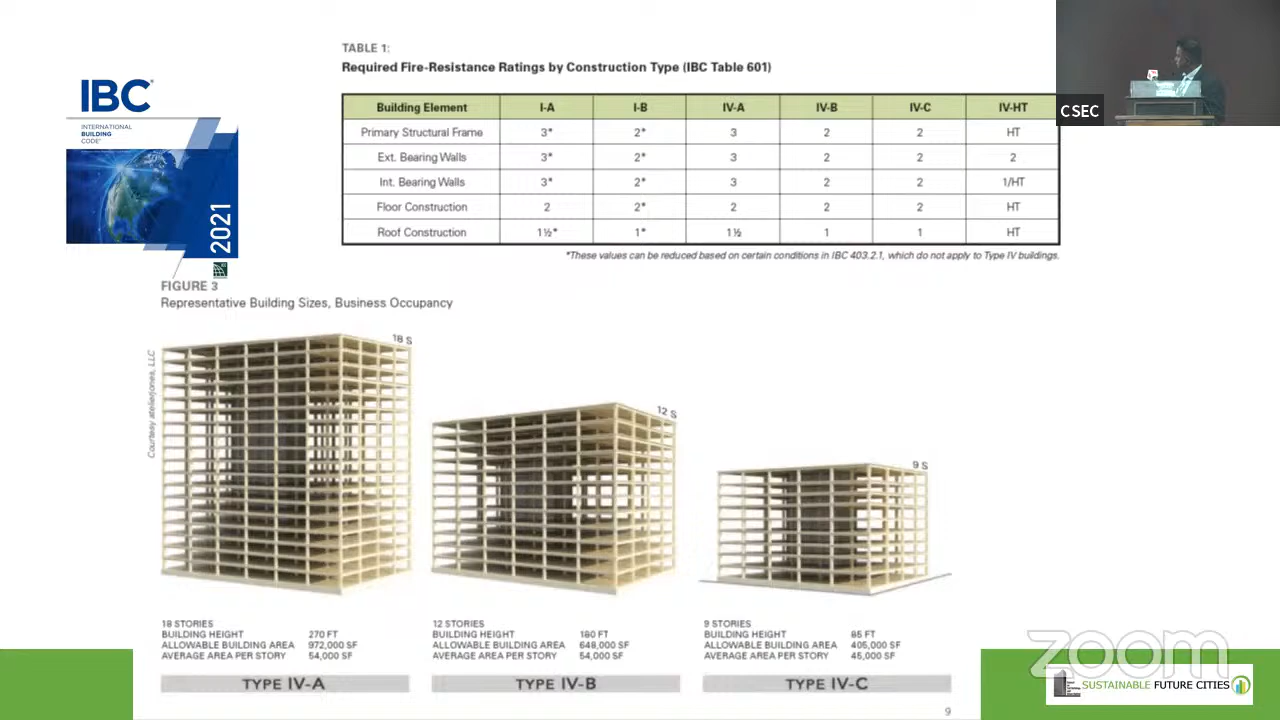 TABLE 1:
Required Fire-Resistance Ratings by Construction Type (IBC Table 601)
Building Element I-A I-B IV-A IV-B IV-C IV-HT
Primary Structural Frame 3* 2* 3 2 2 HT
Ext. Bearing Walls 3* 2* 3 2 2 2
Int. Bearing Walls 3* 2* 3 2 2 1/HT
Floor Construction 2 2* 2 2 2 HT
Roof Construction 1½* 1* 1½ 1 1 HT
*These values can be reduced based on certain conditions in IBC 403.2.1, which do not apply to Type IV buildings.
CSEC
IBC®
INTERNATIONAL
BUILDING
CODE®
2021
FIGURE 3
Representative Building Sizes, Business Occupancy
Courtesy atelierjones, LLC
18 S
12 S
9 S
18 STORIES
BUILDING HEIGHT 270 FT
ALLOWABLE BUILDING AREA 972,000 SF
AVERAGE AREA PER STORY 54,000 SF
TYPE IV-A
12 STORIES
BUILDING HEIGHT 180 FT
ALLOWABLE BUILDING AREA 648,000 SF
AVERAGE AREA PER STORY 54,000 SF
TYPE IV-B
9 STORIES
BUILDING HEIGHT 85 FT
ALLOWABLE BUILDING AREA 405,000 SF
AVERAGE AREA PER STORY 45,000 SF
TYPE IV-C
zoom
SUSTAINABLE FUTURE CITIES
9